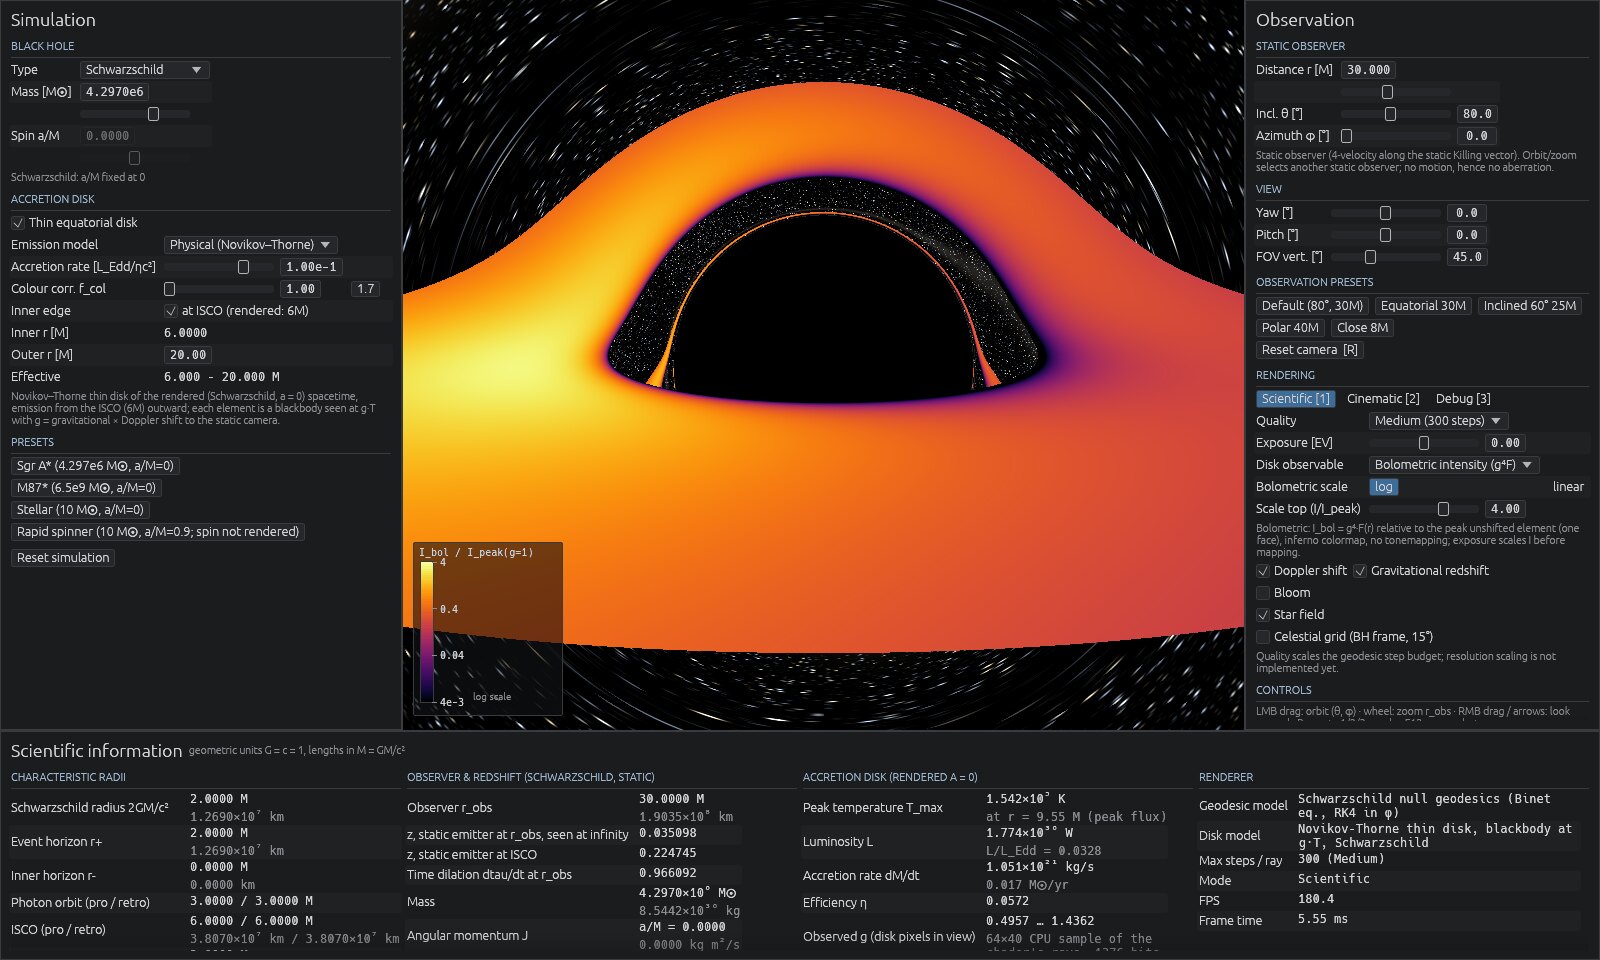 Simulation
BLACK HOLE
Type Schwarzschild
Mass [M☉] 4.2970e6
Spin a/M 0.0000
Schwarzschild: a/M fixed at 0
ACCRETION DISK
Thin equatorial disk
Emission model Physical (Novikov–Thorne)
Accretion rate [L_Edd/ηc²] 1.00e-1
Colour corr. f_col 1.00 1.7
Inner edge at ISCO (rendered: 6M)
Inner r [M] 6.0000
Outer r [M] 20.00
Effective 6.000 - 20.000 M
Novikov–Thorne thin disk of the rendered (Schwarzschild, a = 0) spacetime,
emission from the ISCO (6M) outward; each element is a blackbody seen at g·T
with g = gravitational × Doppler shift to the static camera.
PRESETS
Sgr A* (4.297e6 M☉, a/M=0)
M87* (6.5e9 M☉, a/M=0)
Stellar (10 M☉, a/M=0)
Rapid spinner (10 M☉, a/M=0.9; spin not rendered)
Reset simulation
I_bol / I_peak(g=1)
4
0.4
0.04
4e-3
log scale
Observation
STATIC OBSERVER
Distance r [M] 30.000
Incl. θ [°] 80.0
Azimuth φ [°] 0.0
Static observer (4-velocity along the static Killing vector). Orbit/zoom
selects another static observer; no motion, hence no aberration.
VIEW
Yaw [°] 0.0
Pitch [°] 0.0
FOV vert. [°] 45.0
OBSERVATION PRESETS
Default (80°, 30M) Equatorial 30M Inclined 60° 25M
Polar 40M Close 8M
Reset camera [R]
RENDERING
Scientific [1] Cinematic [2] Debug [3]
Quality Medium (300 steps)
Exposure [EV] 0.00
Disk observable Bolometric intensity (g⁴F)
Bolometric scale log linear
Scale top (I/I_peak) 4.00
Bolometric: I_bol = g⁴·F(r) relative to the peak unshifted element (one
face), inferno colormap, no tonemapping; exposure scales I before
mapping.
Doppler shift Gravitational redshift
Bloom
Star field
Celestial grid (BH frame, 15°)
Quality scales the geodesic step budget; resolution scaling is not
implemented yet.
CONTROLS
LMB drag: orbit (θ, φ) · wheel: zoom r_obs · RMB drag / arrows: look
Scientific information geometric units G = c = 1, lengths in M = GM/c²
CHARACTERISTIC RADII
Schwarzschild radius 2GM/c² 2.0000 M
1.2690×10⁷ km
Event horizon r+ 2.0000 M
1.2690×10⁷ km
Inner horizon r- 0.0000 M
0.0000 km
Photon orbit (pro / retro) 3.0000 / 3.0000 M
ISCO (pro / retro) 6.0000 / 6.0000 M
3.8070×10⁷ km / 3.8070×10⁷ km
OBSERVER & REDSHIFT (SCHWARZSCHILD, STATIC)
Observer r_obs 30.0000 M
1.9035×10⁸ km
z, static emitter at r_obs, seen at infinity 0.035098
z, static emitter at ISCO 0.224745
Time dilation dtau/dt at r_obs 0.966092
Mass 4.2970×10⁶ M☉
8.5442×10³⁶ kg
Angular momentum J a/M = 0.0000
0.0000 kg m²/s
ACCRETION DISK (RENDERED A = 0)
Peak temperature T_max 1.542×10⁵ K
at r = 9.55 M (peak flux)
Luminosity L 1.774×10³⁶ W
L/L_Edd = 0.0328
Accretion rate dM/dt 1.051×10²¹ kg/s
0.017 M☉/yr
Efficiency η 0.0572
Observed g (disk pixels in view) 0.4957 … 1.4362
64×40 CPU sample of the
RENDERER
Geodesic model Schwarzschild null geodesics (Binet
eq., RK4 in φ)
Disk model Novikov-Thorne thin disk, blackbody at
g·T, Schwarzschild
Max steps / ray 300 (Medium)
Mode Scientific
FPS 180.4
Frame time 5.55 ms